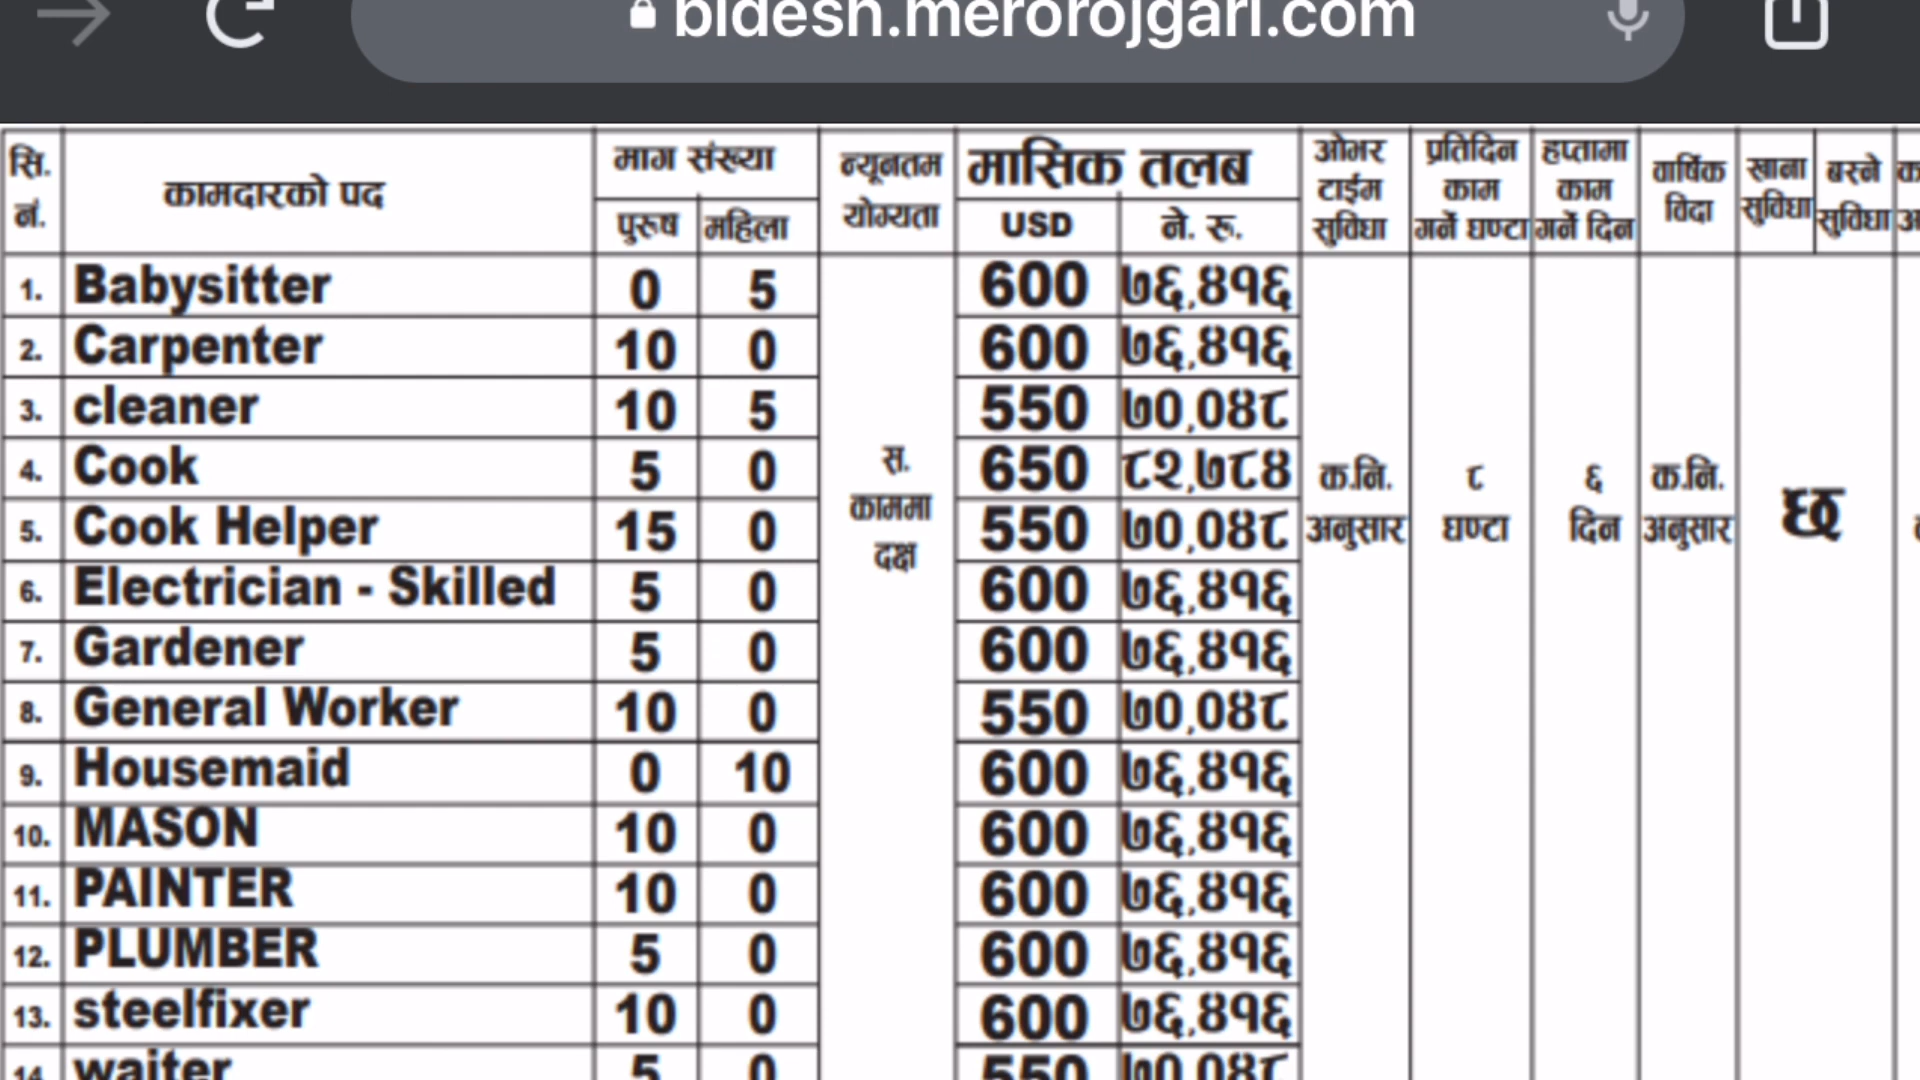 bidesh.merorojgari.com
सि. नं. कामदारको पद माग संख्या पुरुष महिला न्यूनतम योग्यता मासिक तलब USD ने. रु. ओभर टाईम सुविधा प्रतिदिन काम गर्ने घण्टा हप्तामा काम गर्ने दिन वार्षिक विदा खाना सुविधा बस्ने सुविधा
1. Babysitter 0 5 600 ७६,४१६
2. Carpenter 10 0 600 ७६,४१६
3. cleaner 10 5 550 ७०,०४८
4. Cook 5 0 650 ८२,७८४
5. Cook Helper 15 0 550 ७०,०४८
स. काममा दक्ष क.नि. अनुसार ८ घण्टा ६ दिन क.नि. अनुसार छ
6. Electrician - Skilled 5 0 600 ७६,४१६
7. Gardener 5 0 600 ७६,४१६
8. General Worker 10 0 550 ७०,०४८
9. Housemaid 0 10 600 ७६,४१६
10. MASON 10 0 600 ७६,४१६
11. PAINTER 10 0 600 ७६,४१६
12. PLUMBER 5 0 600 ७६,४१६
13. steelfixer 10 0 600 ७६,४१६
14. waiter 5 0 550 ७०,०४८